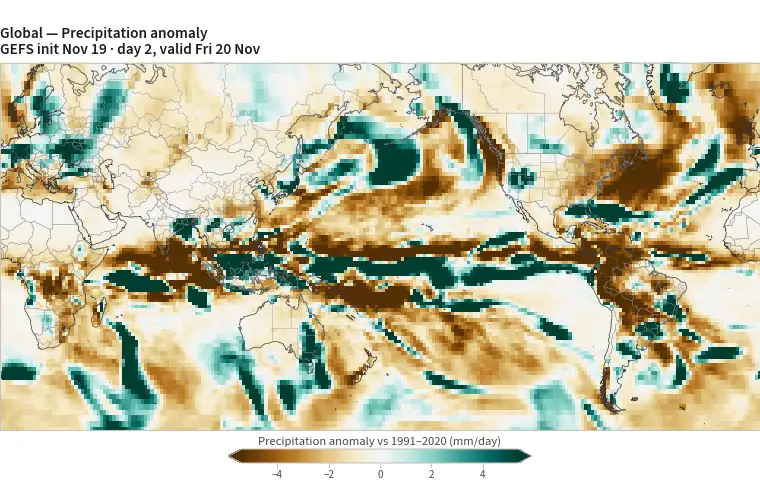 Global — Precipitation anomaly
GEFS init Nov 19 · day 2, valid Fri 20 Nov
Precipitation anomaly vs 1991–2020 (mm/day)
−4 −2 0 2 4